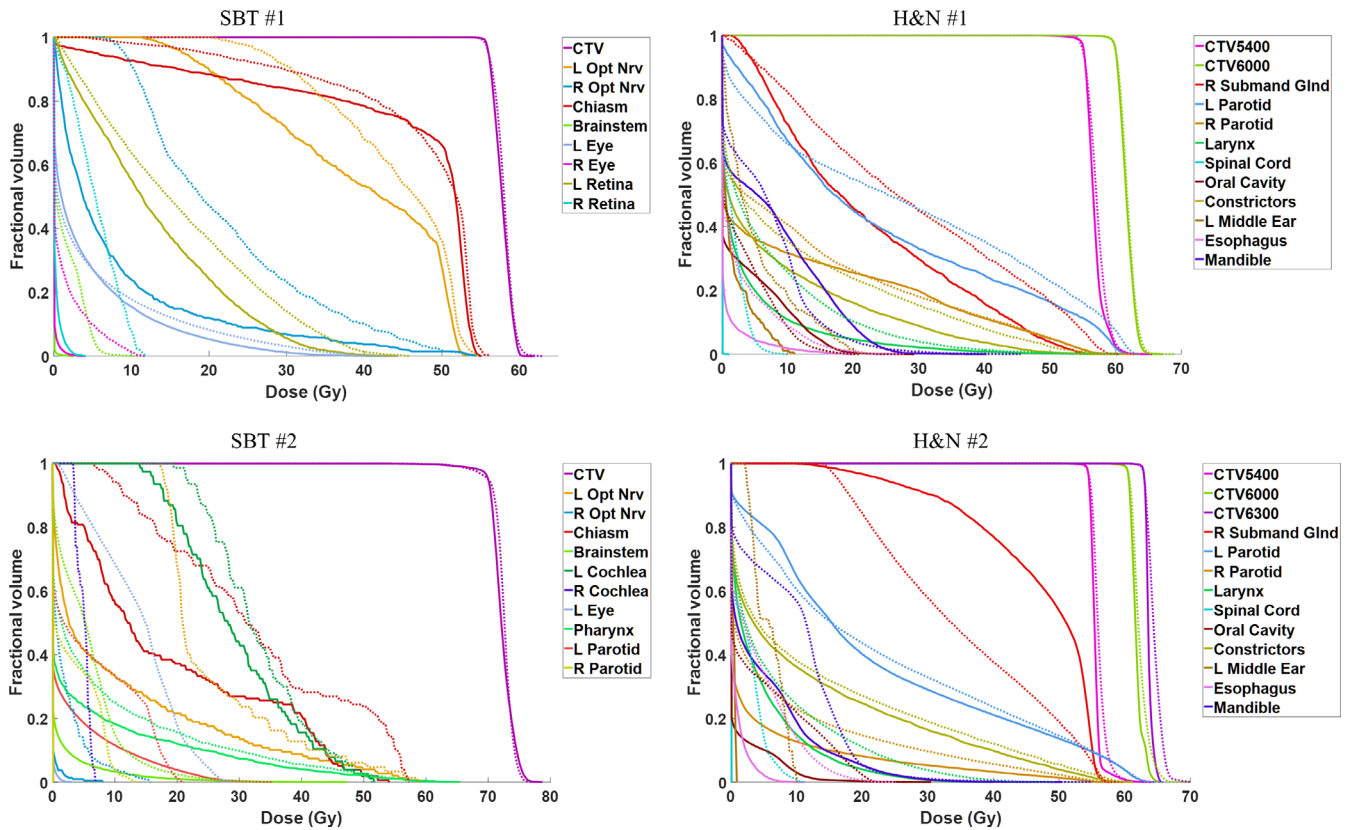 SBT #1
Fractional volume
1
0.8
0.6
0.4
0.2
0
0 10 20 30 40 50 60
Dose (Gy)
CTV
L Opt Nrv
R Opt Nrv
Chiasm
Brainstem
L Eye
R Eye
L Retina
R Retina
H&N #1
Fractional volume
1
0.8
0.6
0.4
0.2
0
0 10 20 30 40 50 60 70
Dose (Gy)
CTV5400
CTV6000
R Submand Glnd
L Parotid
R Parotid
Larynx
Spinal Cord
Oral Cavity
Constrictors
L Middle Ear
Esophagus
Mandible
SBT #2
Fractional volume
1
0.8
0.6
0.4
0.2
0
0 10 20 30 40 50 60 70 80
Dose (Gy)
CTV
L Opt Nrv
R Opt Nrv
Chiasm
Brainstem
L Cochlea
R Cochlea
L Eye
Pharynx
L Parotid
R Parotid
H&N #2
Fractional volume
1
0.8
0.6
0.4
0.2
0
0 10 20 30 40 50 60 70
Dose (Gy)
CTV5400
CTV6000
CTV6300
R Submand Glnd
L Parotid
R Parotid
Larynx
Spinal Cord
Oral Cavity
Constrictors
L Middle Ear
Esophagus
Mandible